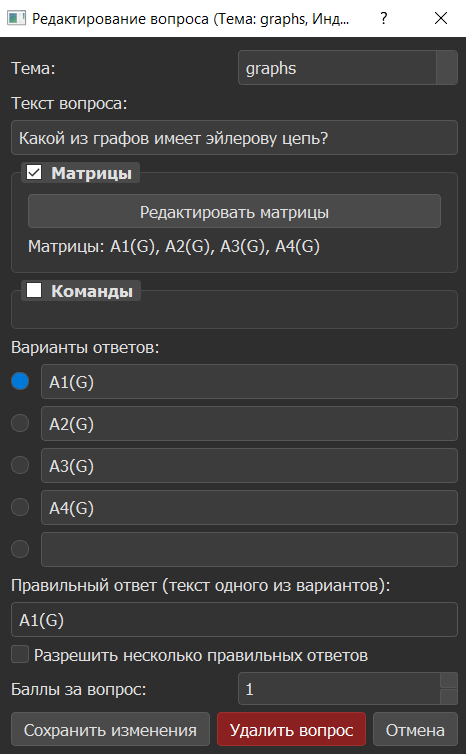 Редактирование вопроса (Тема: graphs, Инд... ?
Тема: graphs
Текст вопроса:
Какой из графов имеет эйлерову цепь?
Матрицы
Редактировать матрицы
Матрицы: A1(G), A2(G), A3(G), A4(G)
Команды
Варианты ответов:
A1(G)
A2(G)
A3(G)
A4(G)
Правильный ответ (текст одного из вариантов):
A1(G)
Разрешить несколько правильных ответов
Баллы за вопрос: 1
Сохранить изменения Удалить вопрос Отмена